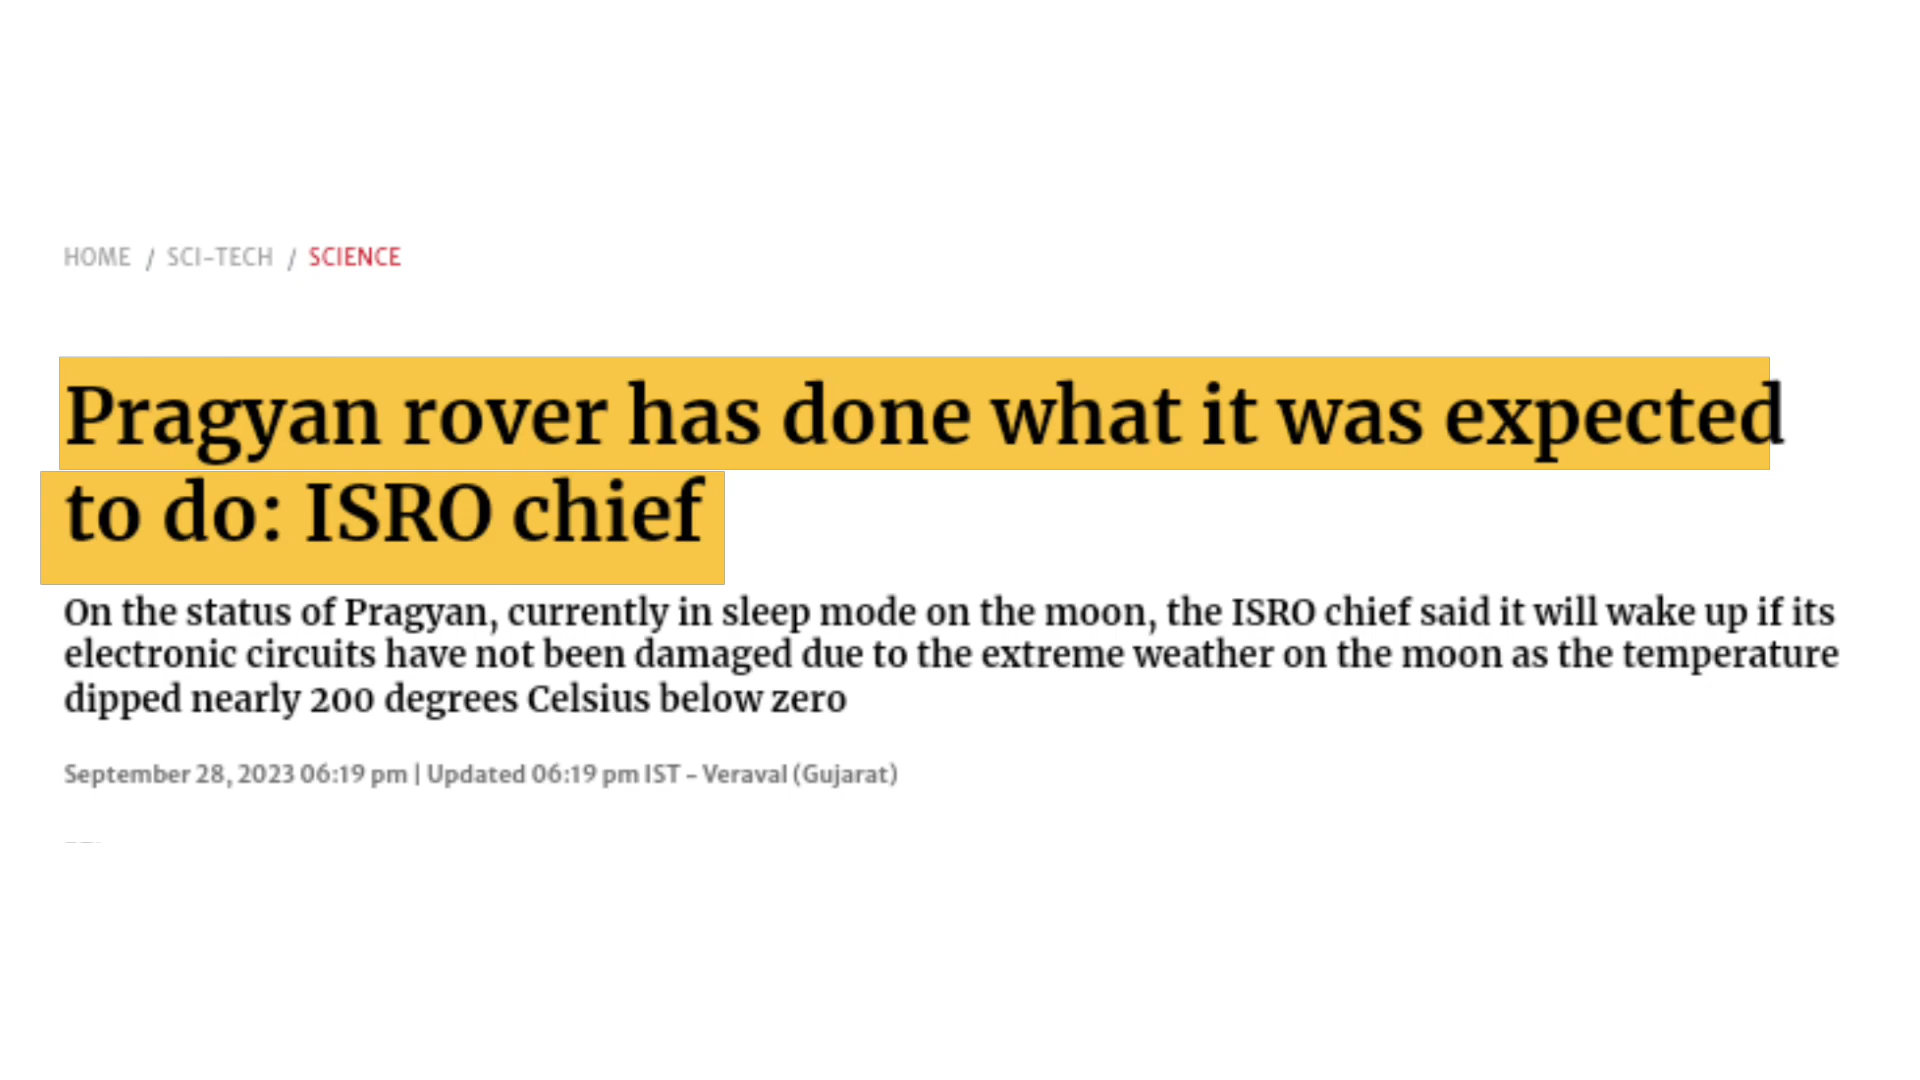 HOME / SCI-TECH / SCIENCE
Pragyan rover has done what it was expected
to do: ISRO chief
On the status of Pragyan, currently in sleep mode on the moon, the ISRO chief said it will wake up if its
electronic circuits have not been damaged due to the extreme weather on the moon as the temperature
dipped nearly 200 degrees Celsius below zero
September 28, 2023 06:19 pm | Updated 06:19 pm IST - Veraval (Gujarat)